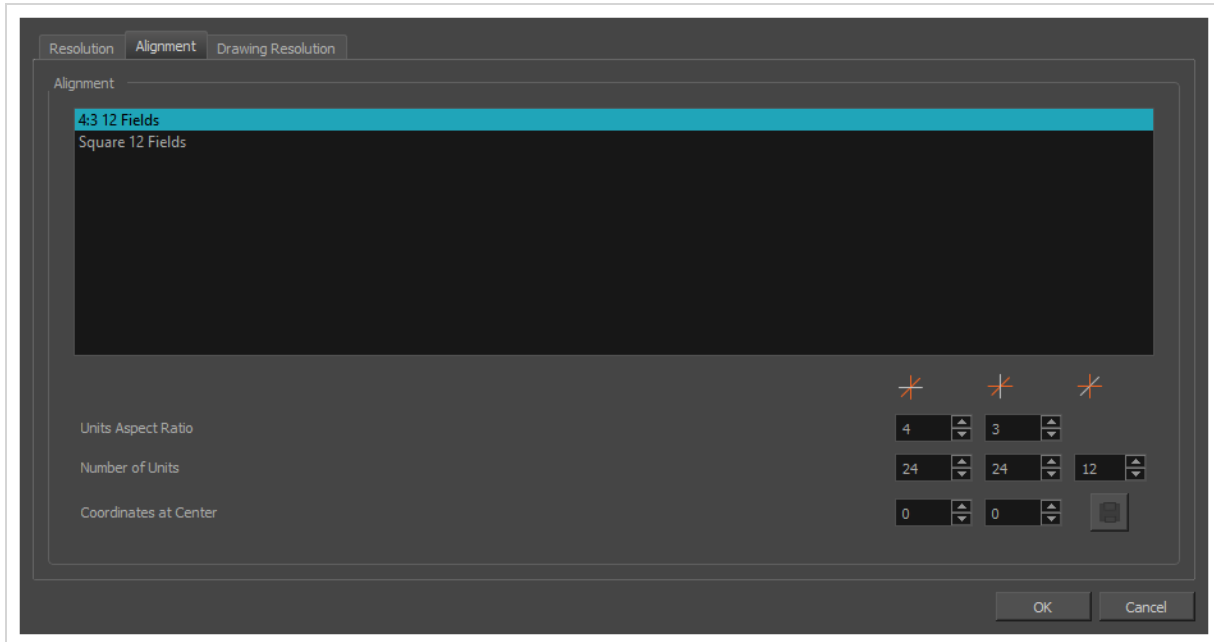 Resolution Alignment Drawing Resolution
Alignment
4:3 12 Fields
Square 12 Fields
Units Aspect Ratio 4 3
Number of Units 24 24 12
Coordinates at Center 0 0
OK Cancel